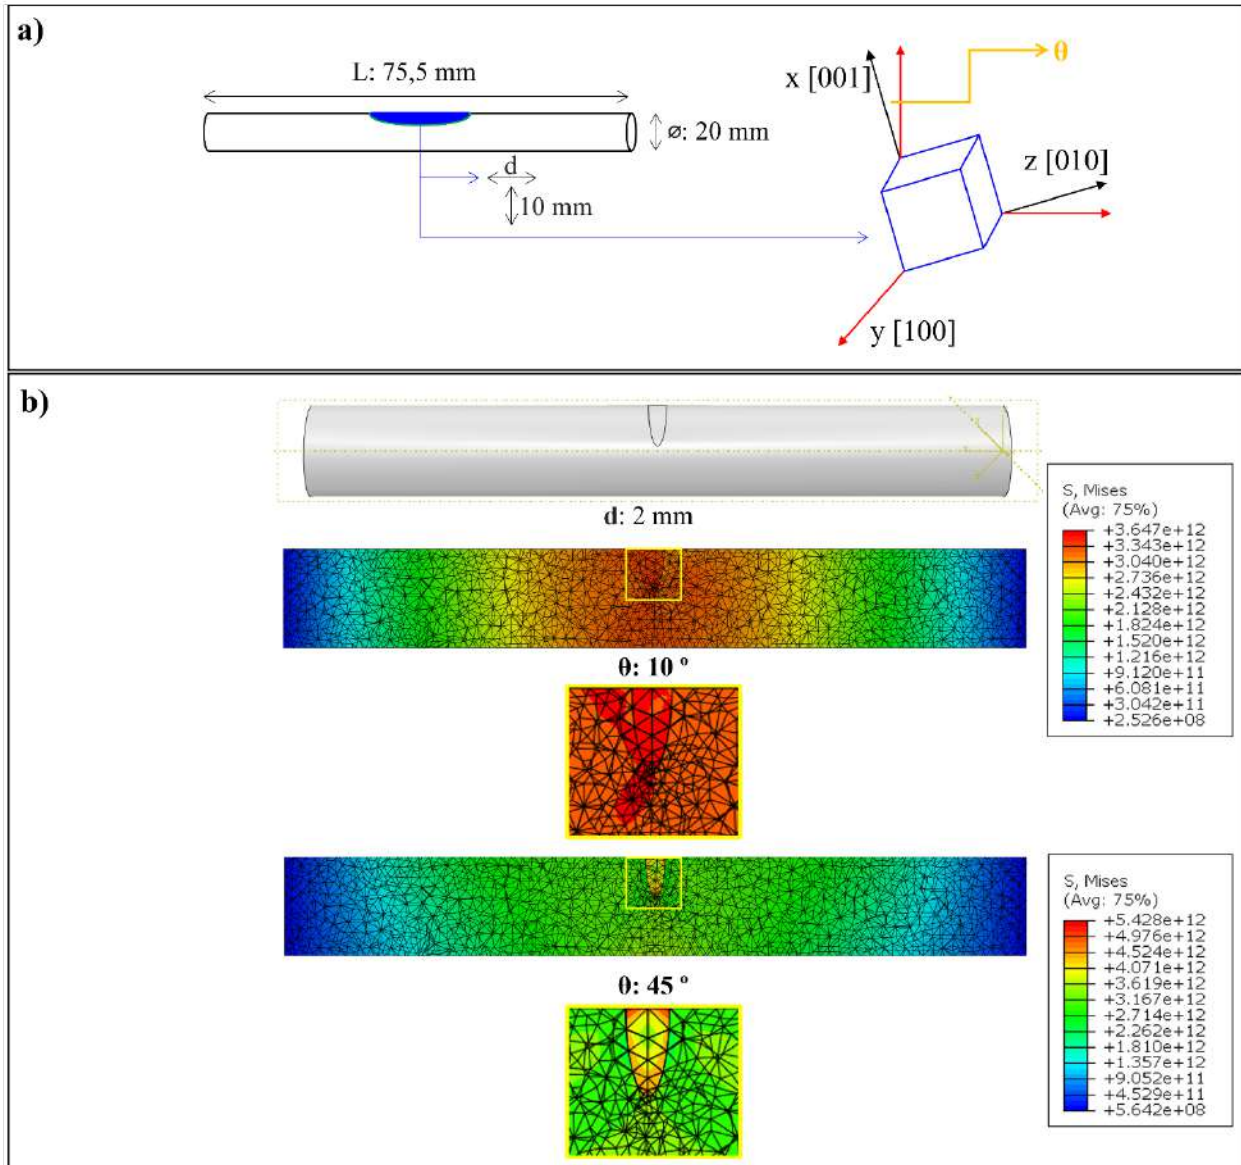 a)
L: 75,5 mm
⌀: 20 mm
d
10 mm
θ
x [001]
z [010]
y [100]
b)
d: 2 mm
S, Mises
(Avg: 75%)
+3.647e+12
+3.343e+12
+3.040e+12
+2.736e+12
+2.432e+12
+2.128e+12
+1.824e+12
+1.520e+12
+1.216e+12
+9.120e+11
+6.081e+11
+3.042e+11
+2.526e+08
θ: 10 º
S, Mises
(Avg: 75%)
+5.428e+12
+4.976e+12
+4.524e+12
+4.071e+12
+3.619e+12
+3.167e+12
+2.714e+12
+2.262e+12
+1.810e+12
+1.357e+12
+9.052e+11
+4.529e+11
+5.642e+08
θ: 45 º